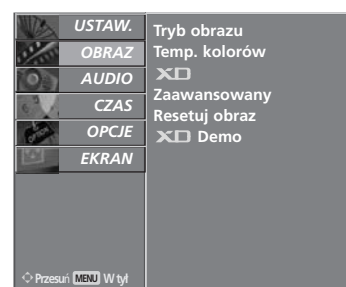 USTAW.
OBRAZ
AUDIO
CZAS
OPCJE
EKRAN
Tryb obrazu
Temp. kolorów
XD
Zaawansowany
Resetuj obraz
XD Demo
Przesuń MENU W tył